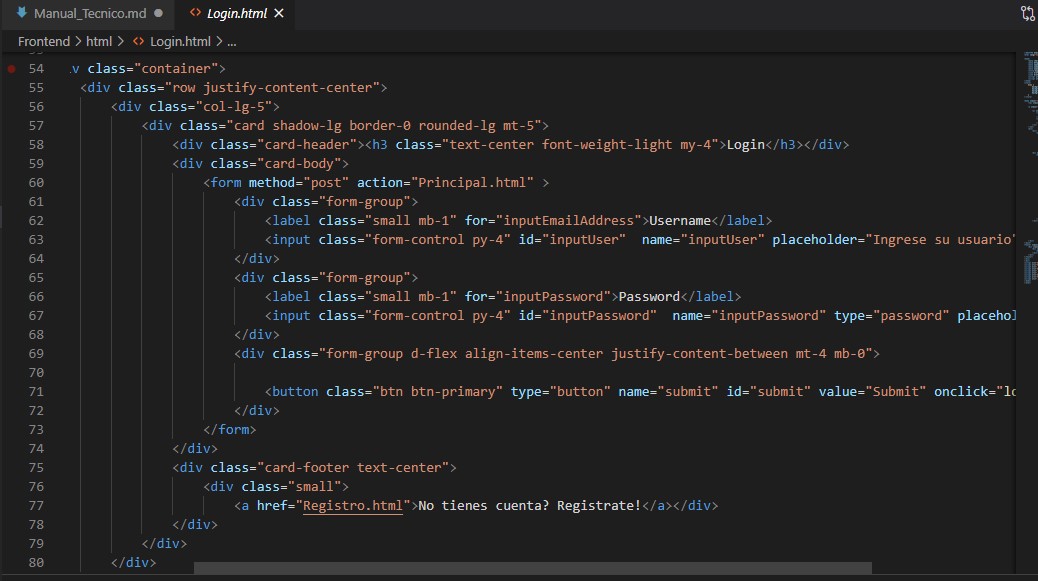 Manual_Tecnico.md ● <> Login.html ×
Frontend > html > <> Login.html > ...
54 v class="container">
55 <div class="row justify-content-center">
56 <div class="col-lg-5">
57 <div class="card shadow-lg border-0 rounded-lg mt-5">
58 <div class="card-header"><h3 class="text-center font-weight-light my-4">Login</h3></div>
59 <div class="card-body">
60 <form method="post" action="Principal.html" >
61 <div class="form-group">
62 <label class="small mb-1" for="inputEmailAddress">Username</label>
63 <input class="form-control py-4" id="inputUser"  name="inputUser" placeholder="Ingrese su usuario"
64 </div>
65 <div class="form-group">
66 <label class="small mb-1" for="inputPassword">Password</label>
67 <input class="form-control py-4" id="inputPassword"  name="inputPassword" type="password" placehol
68 </div>
69 <div class="form-group d-flex align-items-center justify-content-between mt-4 mb-0">
70
71 <button class="btn btn-primary" type="button" name="submit" id="submit" value="Submit" onclick="lo
72 </div>
73 </form>
74 </div>
75 <div class="card-footer text-center">
76 <div class="small">
77 <a href="Registro.html">No tienes cuenta? Registrate!</a></div>
78 </div>
79 </div>
80 </div>